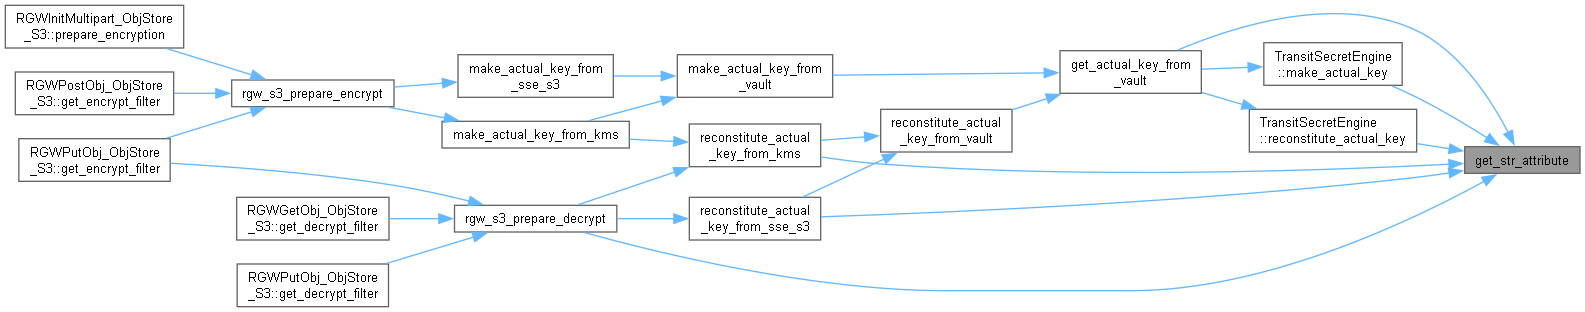 RGWInitMultipart_ObjStore
_S3::prepare_encryption
RGWPostObj_ObjStore
_S3::get_encrypt_filter
RGWPutObj_ObjStore
_S3::get_encrypt_filter
rgw_s3_prepare_encrypt
RGWGetObj_ObjStore
_S3::get_decrypt_filter
RGWPutObj_ObjStore
_S3::get_decrypt_filter
make_actual_key_from
_sse_s3
make_actual_key_from_kms
rgw_s3_prepare_decrypt
make_actual_key_from
_vault
reconstitute_actual
_key_from_kms
reconstitute_actual
_key_from_sse_s3
reconstitute_actual
_key_from_vault
get_actual_key_from
_vault
TransitSecretEngine
::make_actual_key
TransitSecretEngine
::reconstitute_actual_key
get_str_attribute